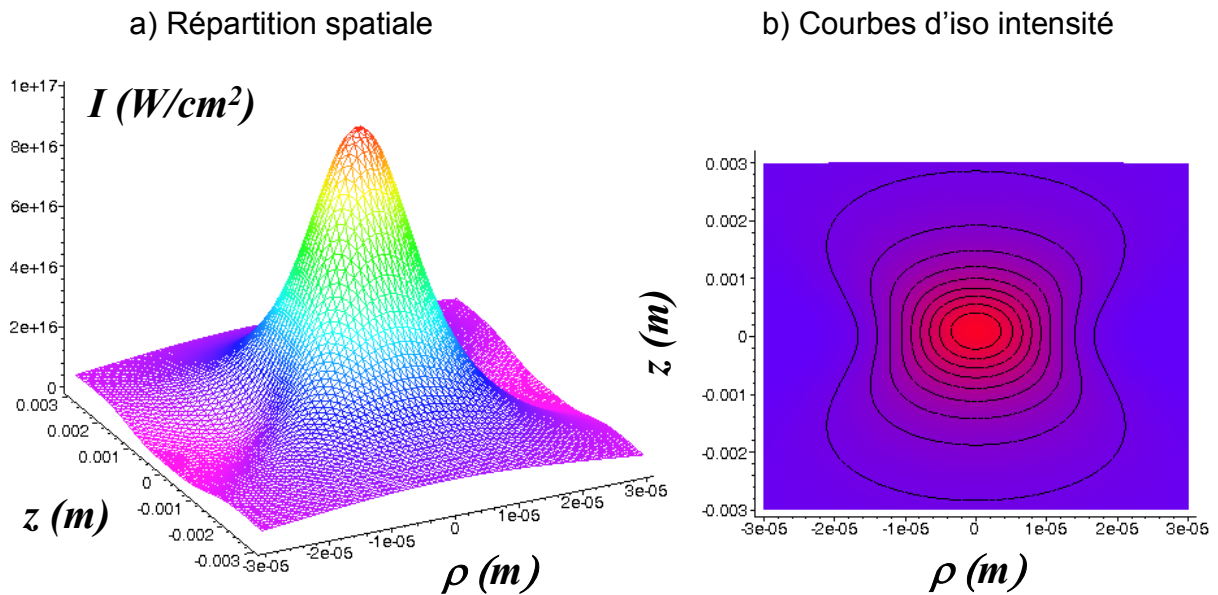 a) Répartition spatiale
b) Courbes d'iso intensité
I (W/cm²)
1e+17
8e+16
6e+16
4e+16
2e+16
0
0.003
0.002
0.001
0
-0.001
-0.002
-0.003
z (m)
-3e-05
-2e-05
-1e-05
0
1e-05
2e-05
3e-05
ρ (m)
0.003
0.002
0.001
0
-0.001
-0.002
-0.003
z (m)
-3e-05 -2e-05 -1e-05 0 1e-05 2e-05 3e-05
ρ (m)